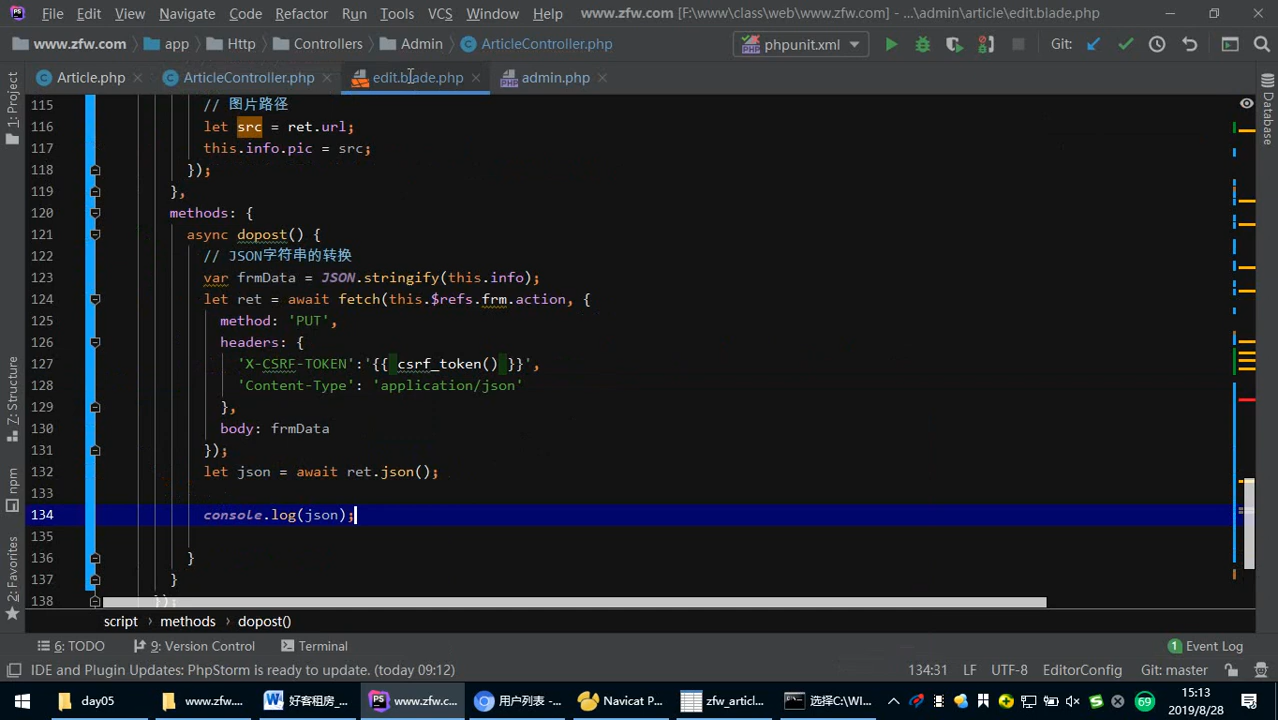 File Edit View Navigate Code Refactor Run Tools VCS Window Help www.zfw.com [F:\www\class\web\www.zfw.com] - ...\admin\article\edit.blade.php
www.zfw.com app Http Controllers Admin ArticleController.php phpunit.xml Git:
Article.php ArticleController.php edit.blade.php admin.php
1: Project
Z: Structure
npm
2: Favorites
Database
115 // 图片路径
116 let src = ret.url;
117 this.info.pic = src;
118 });
119 },
120 methods: {
121 async dopost() {
122 // JSON字符串的转换
123 var frmData = JSON.stringify(this.info);
124 let ret = await fetch(this.$refs.frm.action, {
125 method: 'PUT',
126 headers: {
127 'X-CSRF-TOKEN':'{{ csrf_token() }}',
128 'Content-Type': 'application/json'
129 },
130 body: frmData
131 });
132 let json = await ret.json();
133
134 console.log(json);
135
136 }
137 }
138 });
script methods dopost()
6: TODO 9: Version Control Terminal 1 Event Log
IDE and Plugin Updates: PhpStorm is ready to update. (today 09:12) 134:31 LF UTF-8 EditorConfig Git: master
day05 www.zfw.... 好客租房_... www.zfw.c... 用户列表 -... Navicat P... zfw_articl... 选择C:\WI... 69 15:13
2019/8/28